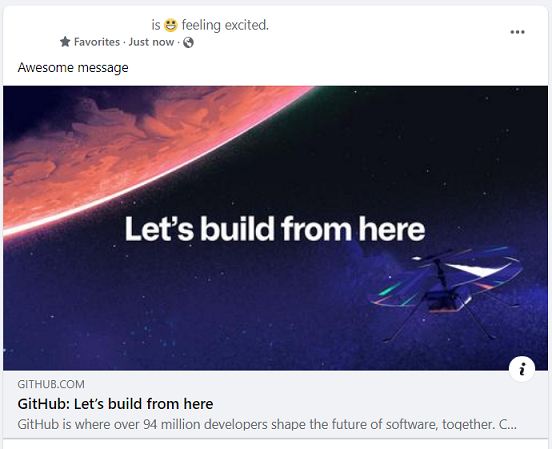 is 😃 feeling excited.
Favorites · Just now ·
Awesome message
Let's build from here
GITHUB.COM
GitHub: Let's build from here
GitHub is where over 94 million developers shape the future of software, together. C...